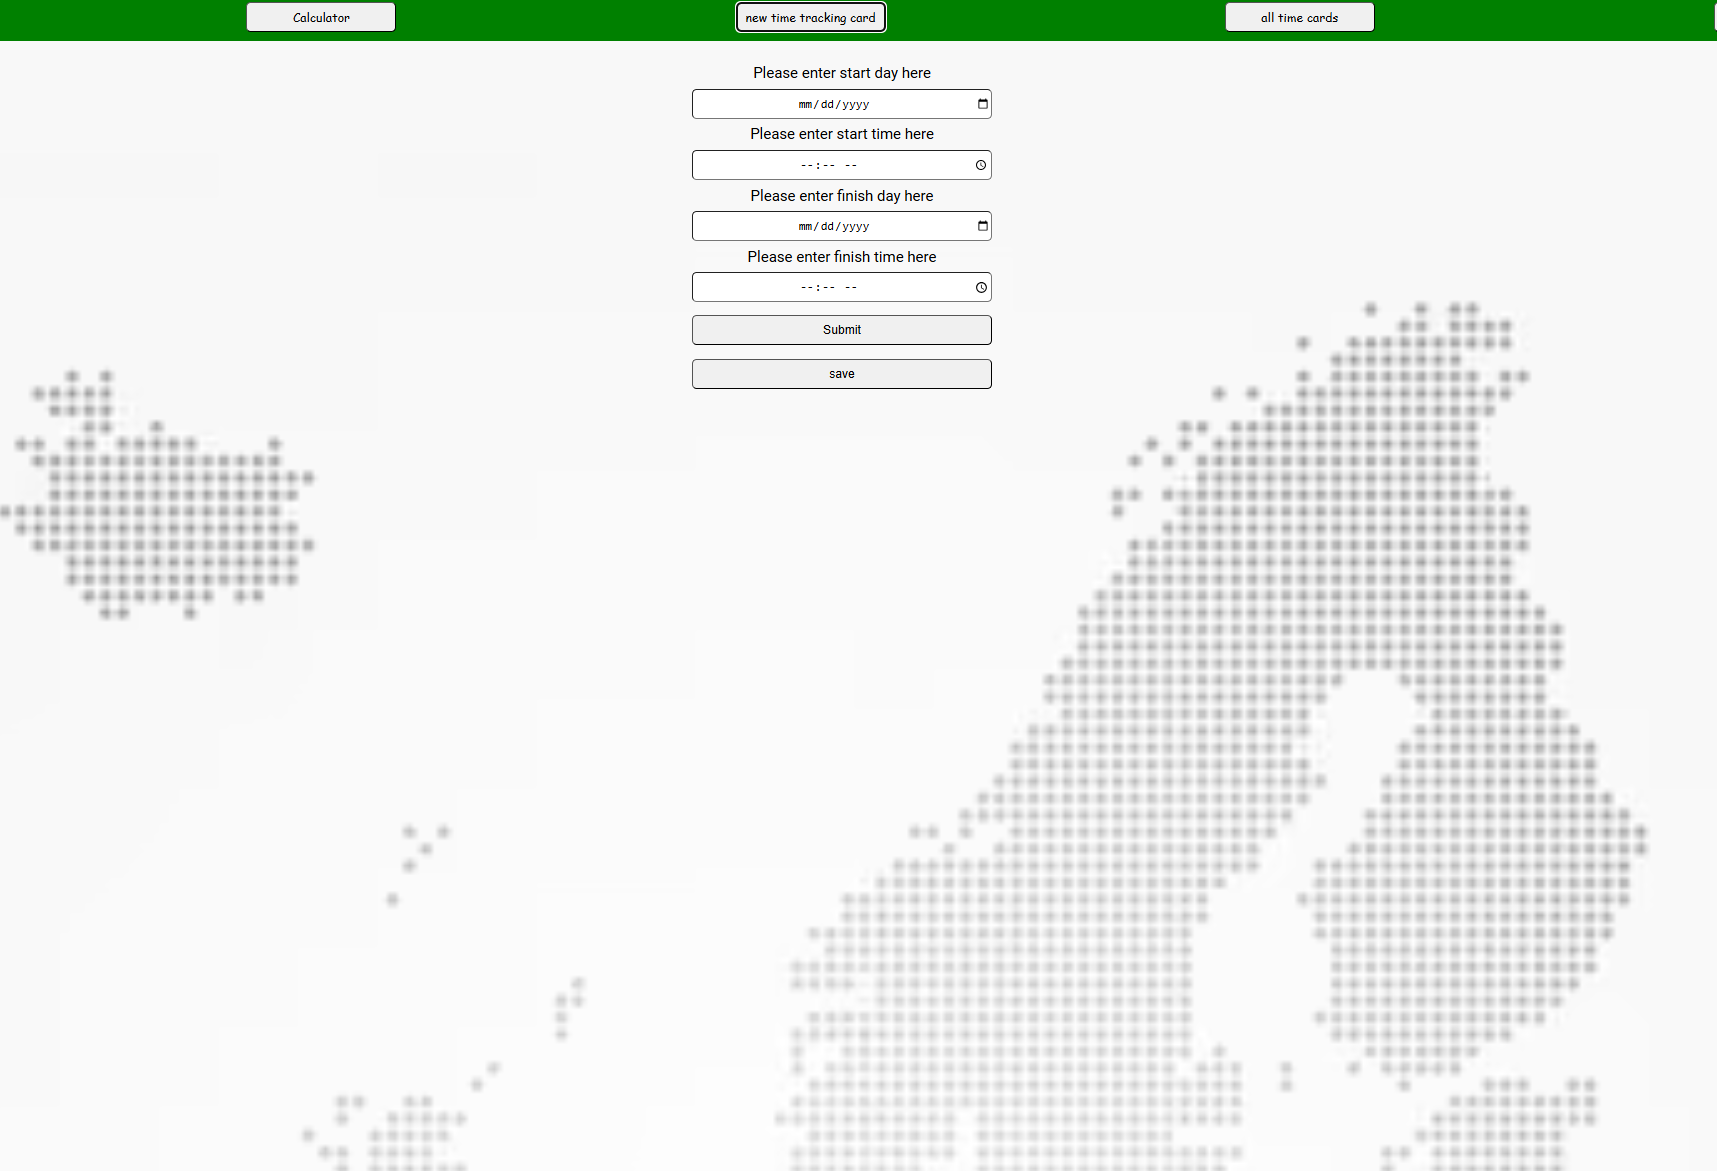 Calculator
new time tracking card
all time cards
Please enter start day here
mm/dd/yyyy
Please enter start time here
--:-- --
Please enter finish day here
mm/dd/yyyy
Please enter finish time here
--:-- --
Submit
save